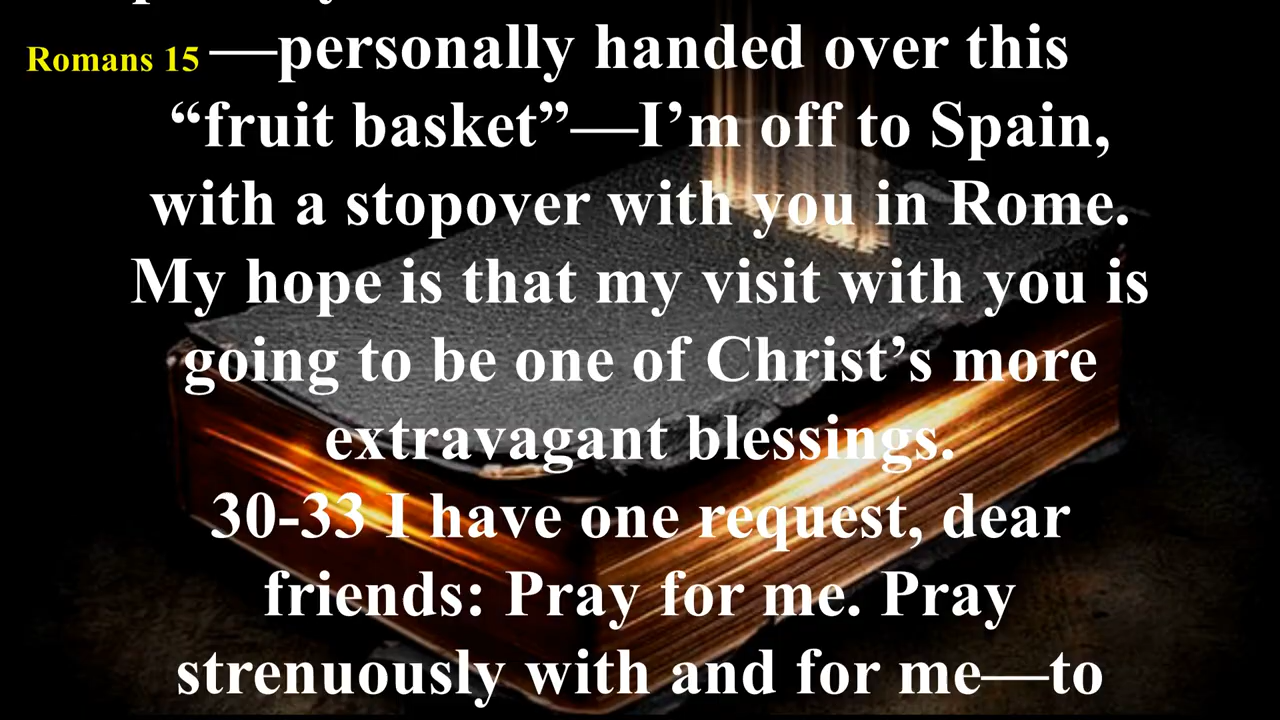 Romans 15
—personally handed over this
“fruit basket”—I’m off to Spain,
with a stopover with you in Rome.
My hope is that my visit with you is
going to be one of Christ’s more
extravagant blessings.
30-33 I have one request, dear
friends: Pray for me. Pray
strenuously with and for me—to